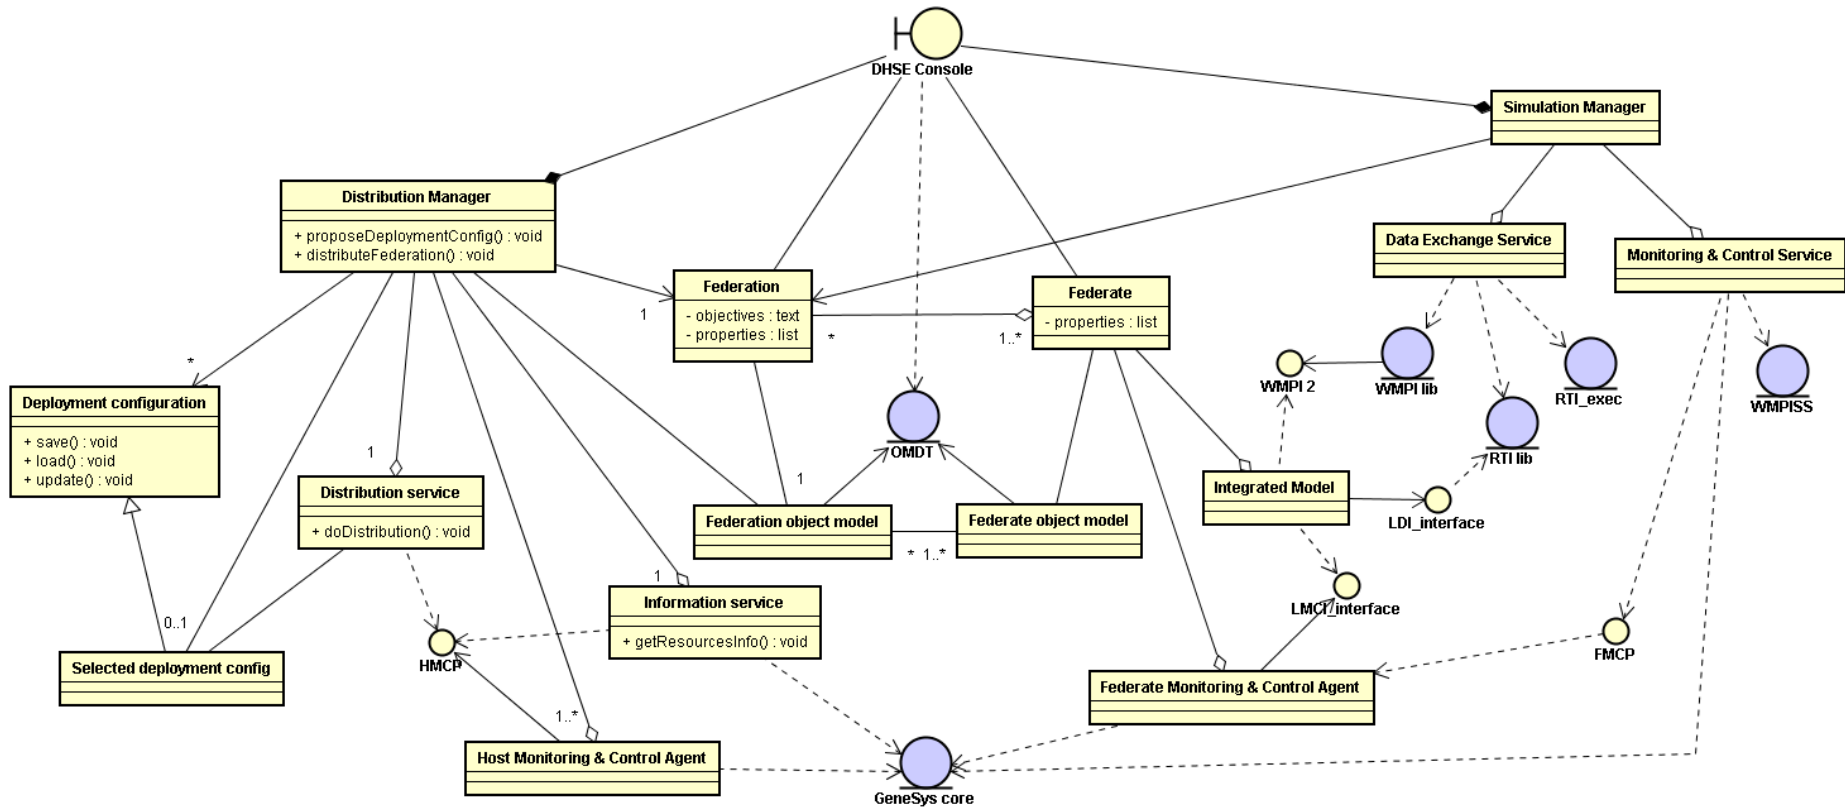 DHSE Console
Simulation Manager
Distribution Manager
+ proposeDeploymentConfig() : void
+ distributeFederation() : void
Data Exchange Service
Monitoring & Control Service
Federation
- objectives : text
- properties : list
Federate
- properties : list
1
*
1..*
*
WMPI 2
WMPI lib
RTI_exec
WMPISS
Deployment configuration
+ save() : void
+ load() : void
+ update() : void
OMDT
RTI lib
1
1
Distribution service
+ doDistribution() : void
Integrated Model
LDI_interface
Federation object model
Federate object model
* 1..*
1
Information service
+ getResourcesInfo() : void
LMCI_interface
0..1
HMCP
FMCP
Selected deployment config
Federate Monitoring & Control Agent
1..*
Host Monitoring & Control Agent
GeneSys core